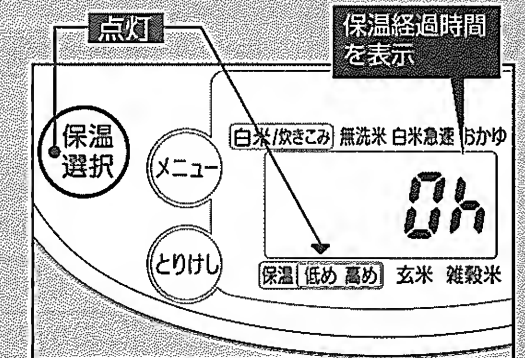 点灯
保温経過時間
を表示
保温
選択
メニュー
とりけし
白米/炊きこみ 無洗米 白米急速 おかゆ
0h
保温 低め 高め 玄米 雑穀米